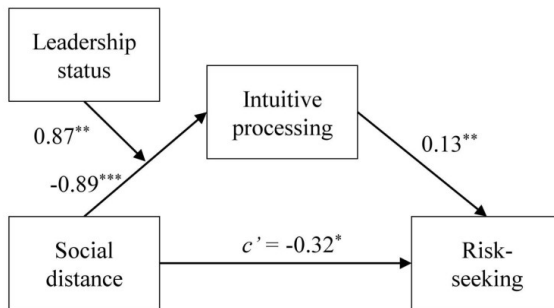 Leadership
status
Intuitive
processing
0.87**
0.13**
-0.89***
Social
distance
c’ = -0.32*
Risk-
seeking